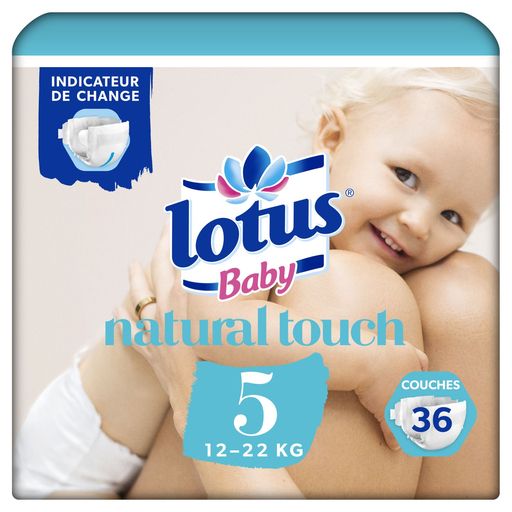 INDICATEUR
DE CHANGE
lotus®
Baby
natural touch
5
12-22 KG
COUCHES
36